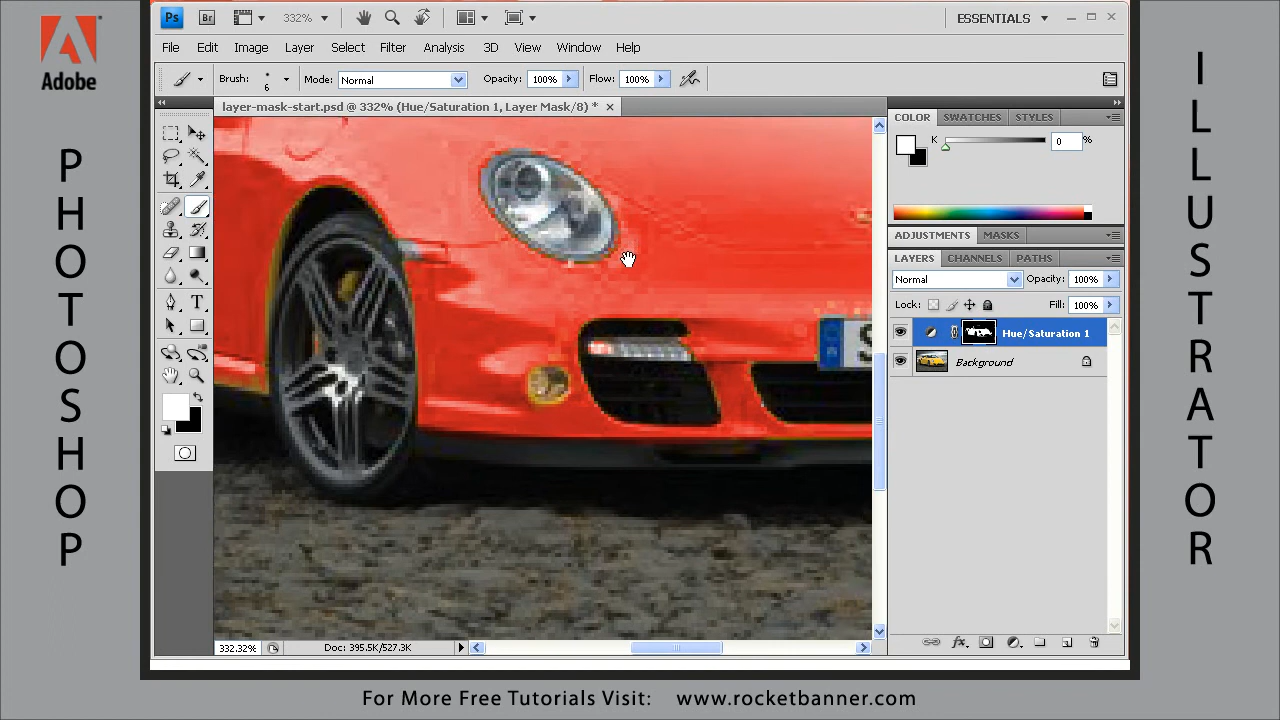 Adobe
PHOTOSHOP
Ps
Br
332%
ESSENTIALS
File Edit Image Layer Select Filter Analysis 3D View Window Help
Brush: 6 Mode: Normal Opacity: 100% Flow: 100%
layer-mask-start.psd @ 332% (Hue/Saturation 1, Layer Mask/8) *
COLOR SWATCHES STYLES
K 0 %
ADJUSTMENTS MASKS
LAYERS CHANNELS PATHS
Normal Opacity: 100%
Lock: Fill: 100%
Hue/Saturation 1
Background
S
T
332.32% Doc: 395.5K/527.3K
fx
ILLUSTRATOR
For More Free Tutorials Visit: www.rocketbanner.com